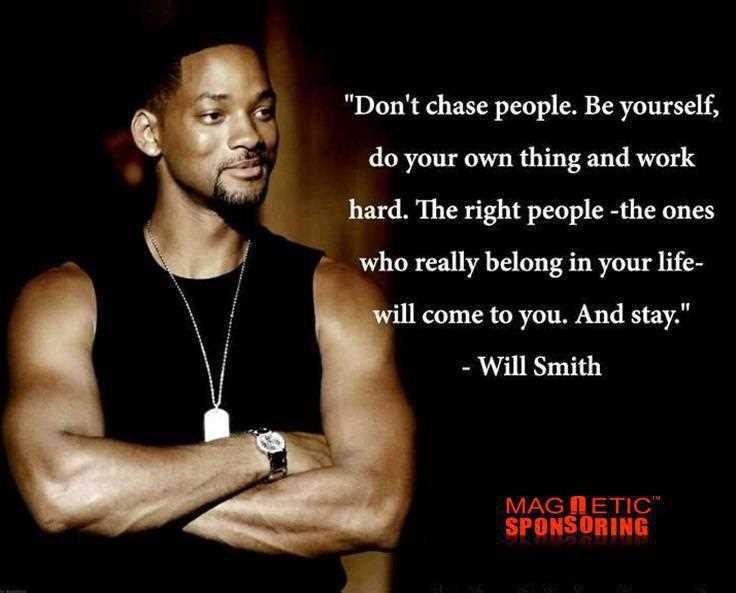 "Don't chase people. Be yourself,
do your own thing and work
hard. The right people -the ones
who really belong in your life-
will come to you. And stay."
- Will Smith
MAGNETIC™
SPONSORING